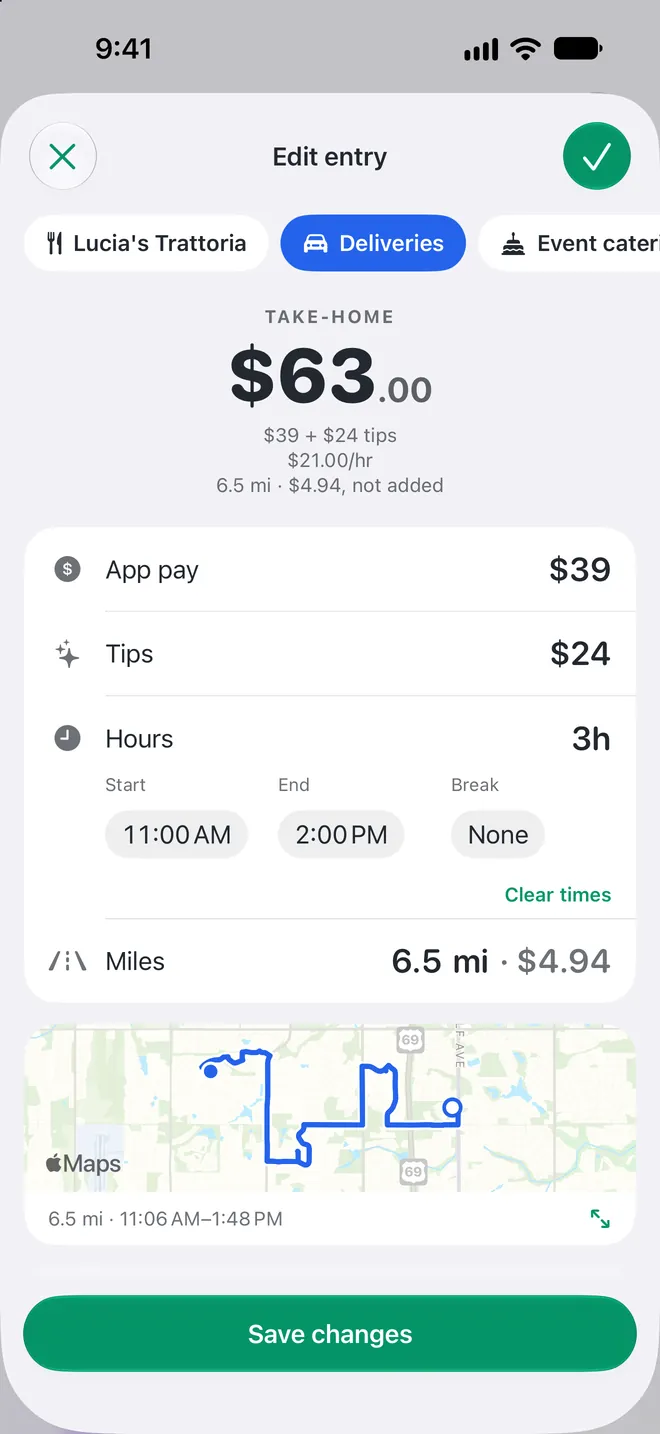 9:41
Edit entry
Lucia's Trattoria
Deliveries
Event cateri
TAKE-HOME
$63.00
$39 + $24 tips
$21.00/hr
6.5 mi · $4.94, not added
App pay $39
Tips $24
Hours 3h
Start End Break
11:00 AM 2:00 PM None
Clear times
Miles 6.5 mi · $4.94
69
LF AVE
69
Maps
6.5 mi · 11:06 AM–1:48 PM
Save changes